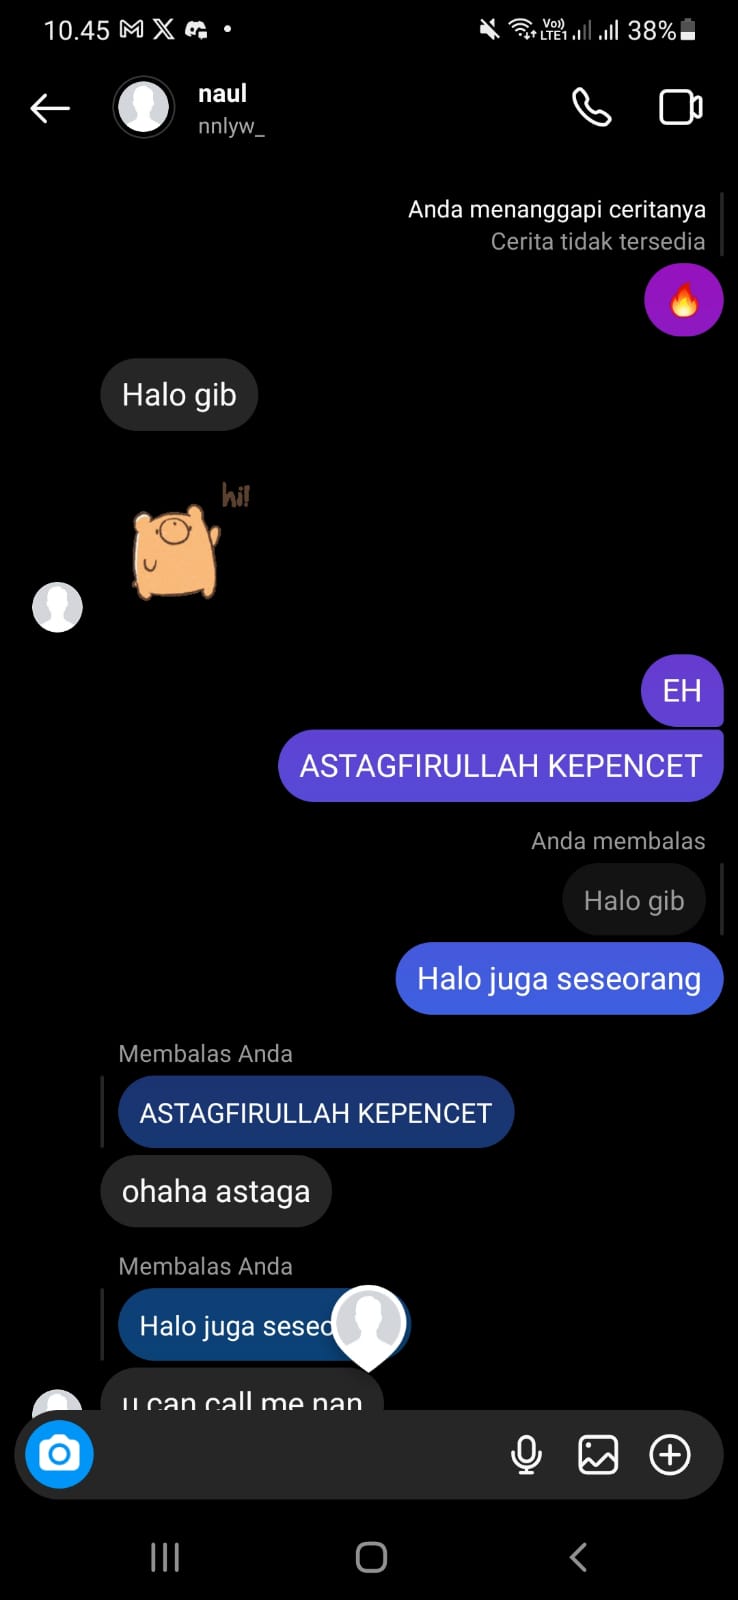 10.45
Vo))
LTE1
38%
naul
nnlyw_
Anda menanggapi ceritanya
Cerita tidak tersedia
Halo gib
hi!
EH
ASTAGFIRULLAH KEPENCET
Anda membalas
Halo gib
Halo juga seseorang
Membalas Anda
ASTAGFIRULLAH KEPENCET
ohaha astaga
Membalas Anda
Halo juga seseo
u can call me nan